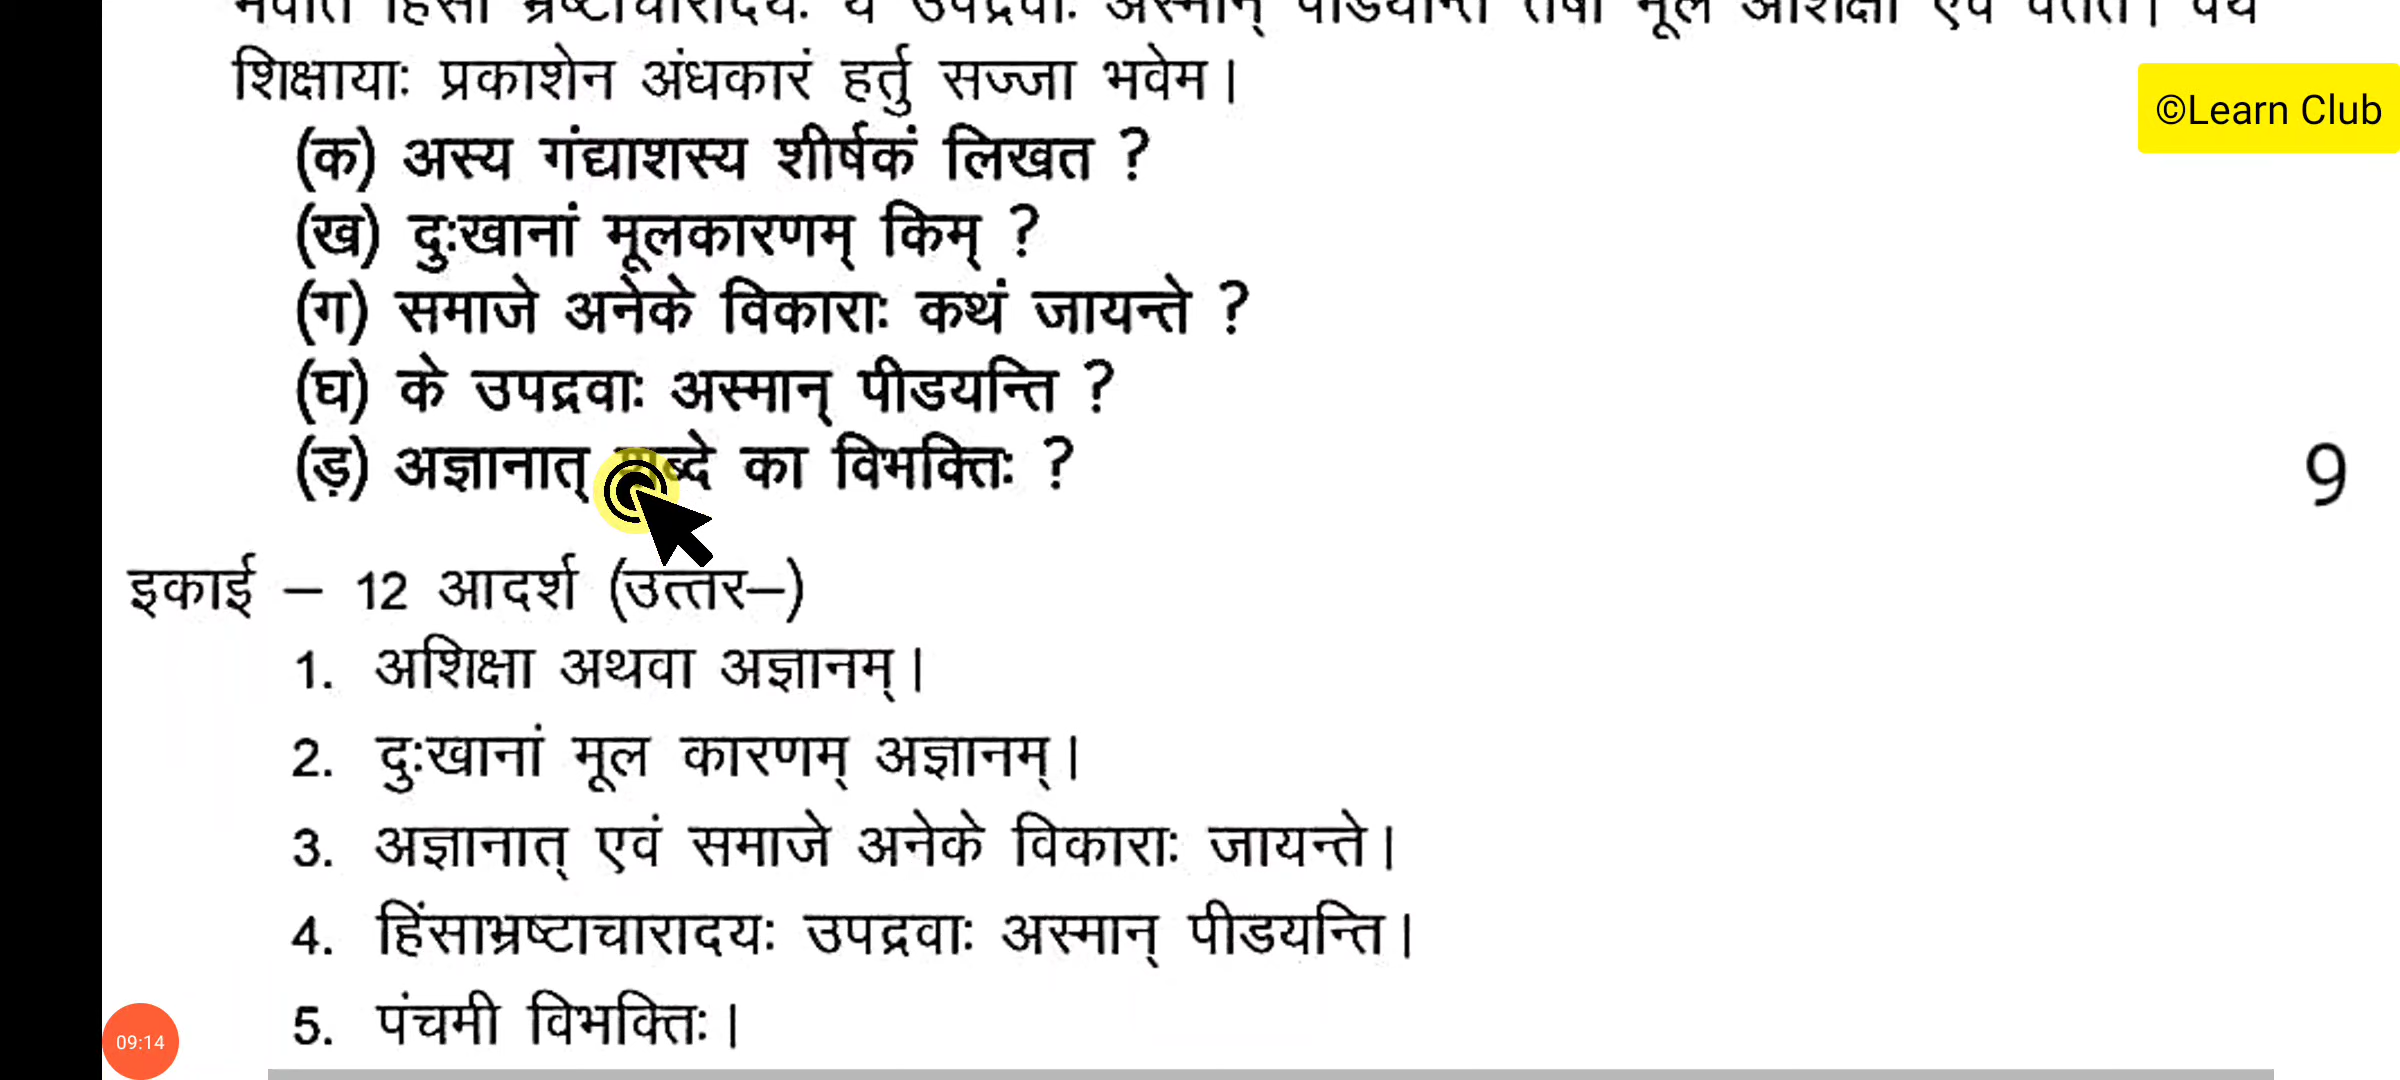 शिक्षायाः प्रकाशेन अंधकारं हर्तु सज्जा भवेम।
©Learn Club
(क) अस्य गंद्याशस्य शीर्षकं लिखत ?
(ख) दुःखानां मूलकारणम् किम् ?
(ग) समाजे अनेके विकाराः कथं जायन्ते ?
(घ) के उपद्रवाः अस्मान् पीडयन्ति ?
(ड़) अज्ञानात् शब्दे का विभक्तिः ?
9
इकाई – 12 आदर्श (उत्तर–)
1. अशिक्षा अथवा अज्ञानम्।
2. दुःखानां मूल कारणम् अज्ञानम्।
3. अज्ञानात् एवं समाजे अनेके विकाराः जायन्ते।
4. हिंसाभ्रष्टाचारादयः उपद्रवाः अस्मान् पीडयन्ति।
5. पंचमी विभक्तिः।
09:14